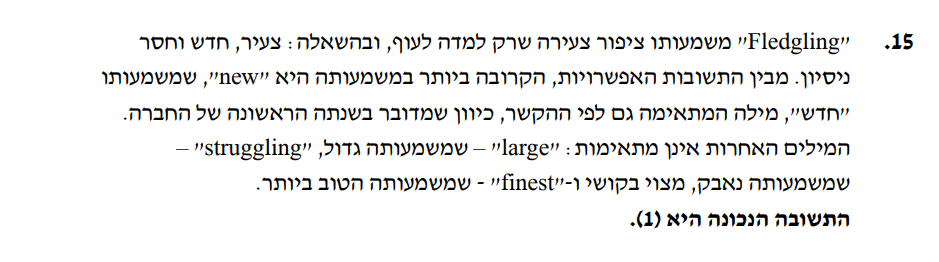 15. "Fledgling" משמעותו ציפור צעירה שרק למדה לעוף, ובהשאלה: צעיר, חדש וחסר
ניסיון. מבין התשובות האפשרויות, הקרובה ביותר במשמעותה היא "new", שמשמעותו
"חדש", מילה המתאימה גם לפי ההקשר, כיוון שמדובר בשנתה הראשונה של החברה.
המילים האחרות אינן מתאימות: "large" – שמשמעותה גדול, "struggling" –
שמשמעותה נאבק, מצוי בקושי ו-"finest" - שמשמעותה הטוב ביותר.
התשובה הנכונה היא (1).